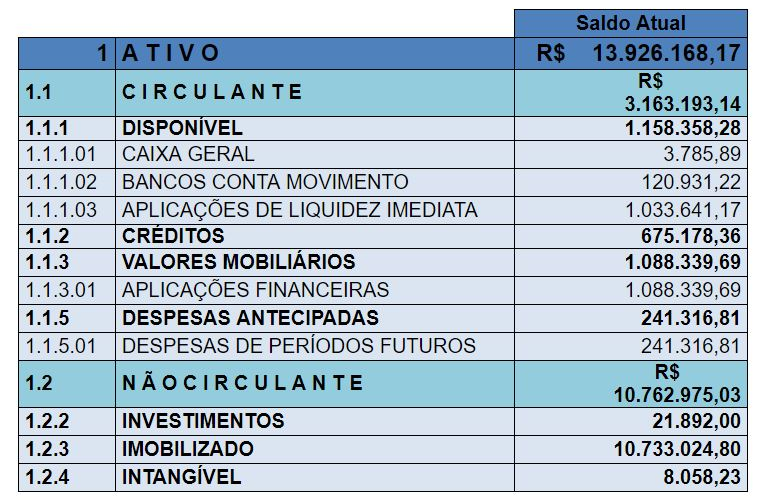 Saldo Atual
1 A T I V O R$ 13.926.168,17
1.1 C I R C U L A N T E R$
3.163.193,14
1.1.1 DISPONÍVEL 1.158.358,28
1.1.1.01 CAIXA GERAL 3.785,89
1.1.1.02 BANCOS CONTA MOVIMENTO 120.931,22
1.1.1.03 APLICAÇÕES DE LIQUIDEZ IMEDIATA 1.033.641,17
1.1.2 CRÉDITOS 675.178,36
1.1.3 VALORES MOBILIÁRIOS 1.088.339,69
1.1.3.01 APLICAÇÕES FINANCEIRAS 1.088.339,69
1.1.5 DESPESAS ANTECIPADAS 241.316,81
1.1.5.01 DESPESAS DE PERÍODOS FUTUROS 241.316,81
1.2 N Ã O C I R C U L A N T E R$
10.762.975,03
1.2.2 INVESTIMENTOS 21.892,00
1.2.3 IMOBILIZADO 10.733.024,80
1.2.4 INTANGÍVEL 8.058,23